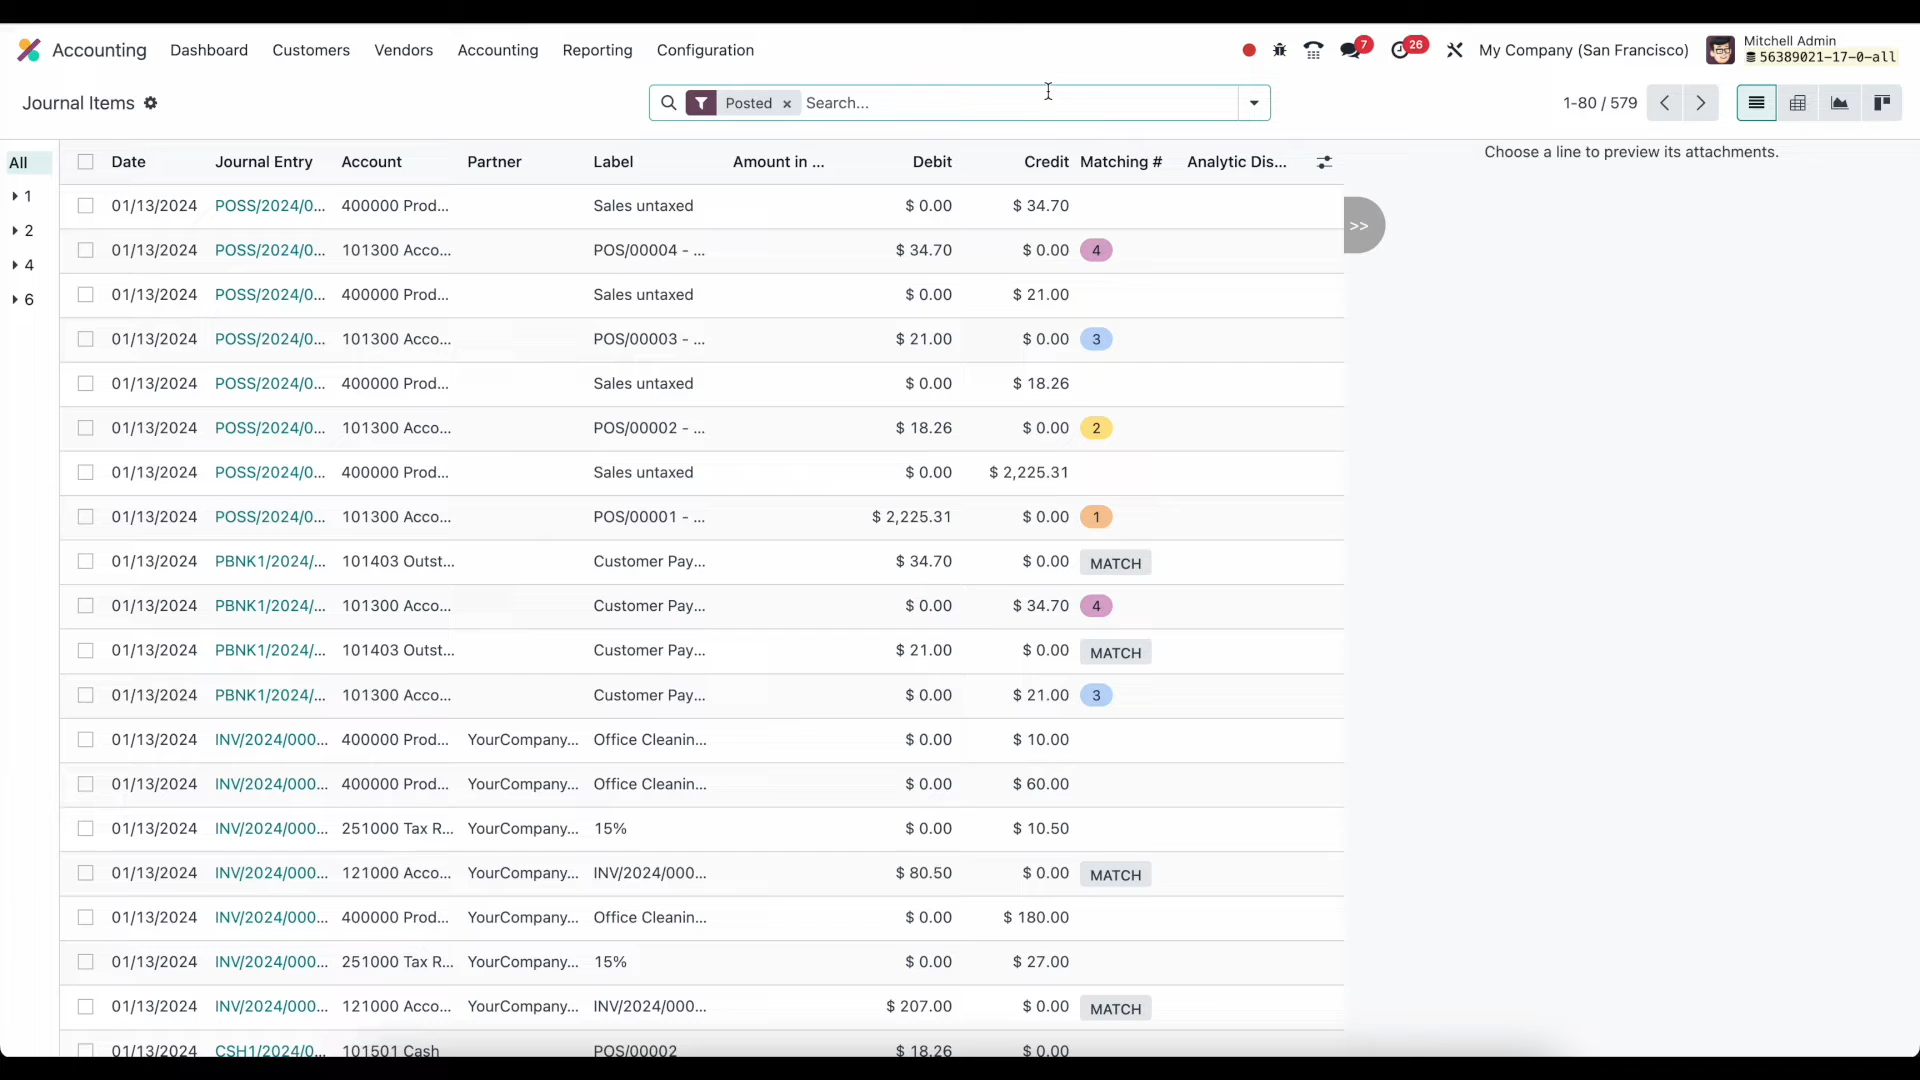 Accounting Dashboard Customers Vendors Accounting Reporting Configuration 7 26 My Company (San Francisco) Mitchell Admin
56389021-17-0-all
Journal Items Posted × Search... 1-80 / 579
Choose a line to preview its attachments.
All
1
2
4
6
Date Journal Entry Account Partner Label Amount in ... Debit Credit Matching # Analytic Dis...
>>
01/13/2024 POSS/2024/0... 400000 Prod... Sales untaxed $ 0.00 $ 34.70
01/13/2024 POSS/2024/0... 101300 Acco... POS/00004 - ... $ 34.70 $ 0.00 4
01/13/2024 POSS/2024/0... 400000 Prod... Sales untaxed $ 0.00 $ 21.00
01/13/2024 POSS/2024/0... 101300 Acco... POS/00003 - ... $ 21.00 $ 0.00 3
01/13/2024 POSS/2024/0... 400000 Prod... Sales untaxed $ 0.00 $ 18.26
01/13/2024 POSS/2024/0... 101300 Acco... POS/00002 - ... $ 18.26 $ 0.00 2
01/13/2024 POSS/2024/0... 400000 Prod... Sales untaxed $ 0.00 $ 2,225.31
01/13/2024 POSS/2024/0... 101300 Acco... POS/00001 - ... $ 2,225.31 $ 0.00 1
01/13/2024 PBNK1/2024/... 101403 Outst... Customer Pay... $ 34.70 $ 0.00 MATCH
01/13/2024 PBNK1/2024/... 101300 Acco... Customer Pay... $ 0.00 $ 34.70 4
01/13/2024 PBNK1/2024/... 101403 Outst... Customer Pay... $ 21.00 $ 0.00 MATCH
01/13/2024 PBNK1/2024/... 101300 Acco... Customer Pay... $ 0.00 $ 21.00 3
01/13/2024 INV/2024/000... 400000 Prod... YourCompany... Office Cleanin... $ 0.00 $ 10.00
01/13/2024 INV/2024/000... 400000 Prod... YourCompany... Office Cleanin... $ 0.00 $ 60.00
01/13/2024 INV/2024/000... 251000 Tax R... YourCompany... 15% $ 0.00 $ 10.50
01/13/2024 INV/2024/000... 121000 Acco... YourCompany... INV/2024/000... $ 80.50 $ 0.00 MATCH
01/13/2024 INV/2024/000... 400000 Prod... YourCompany... Office Cleanin... $ 0.00 $ 180.00
01/13/2024 INV/2024/000... 251000 Tax R... YourCompany... 15% $ 0.00 $ 27.00
01/13/2024 INV/2024/000... 121000 Acco... YourCompany... INV/2024/000... $ 207.00 $ 0.00 MATCH
01/13/2024 CSH1/2024/0... 101501 Cash POS/00002 $ 18.26 $ 0.00